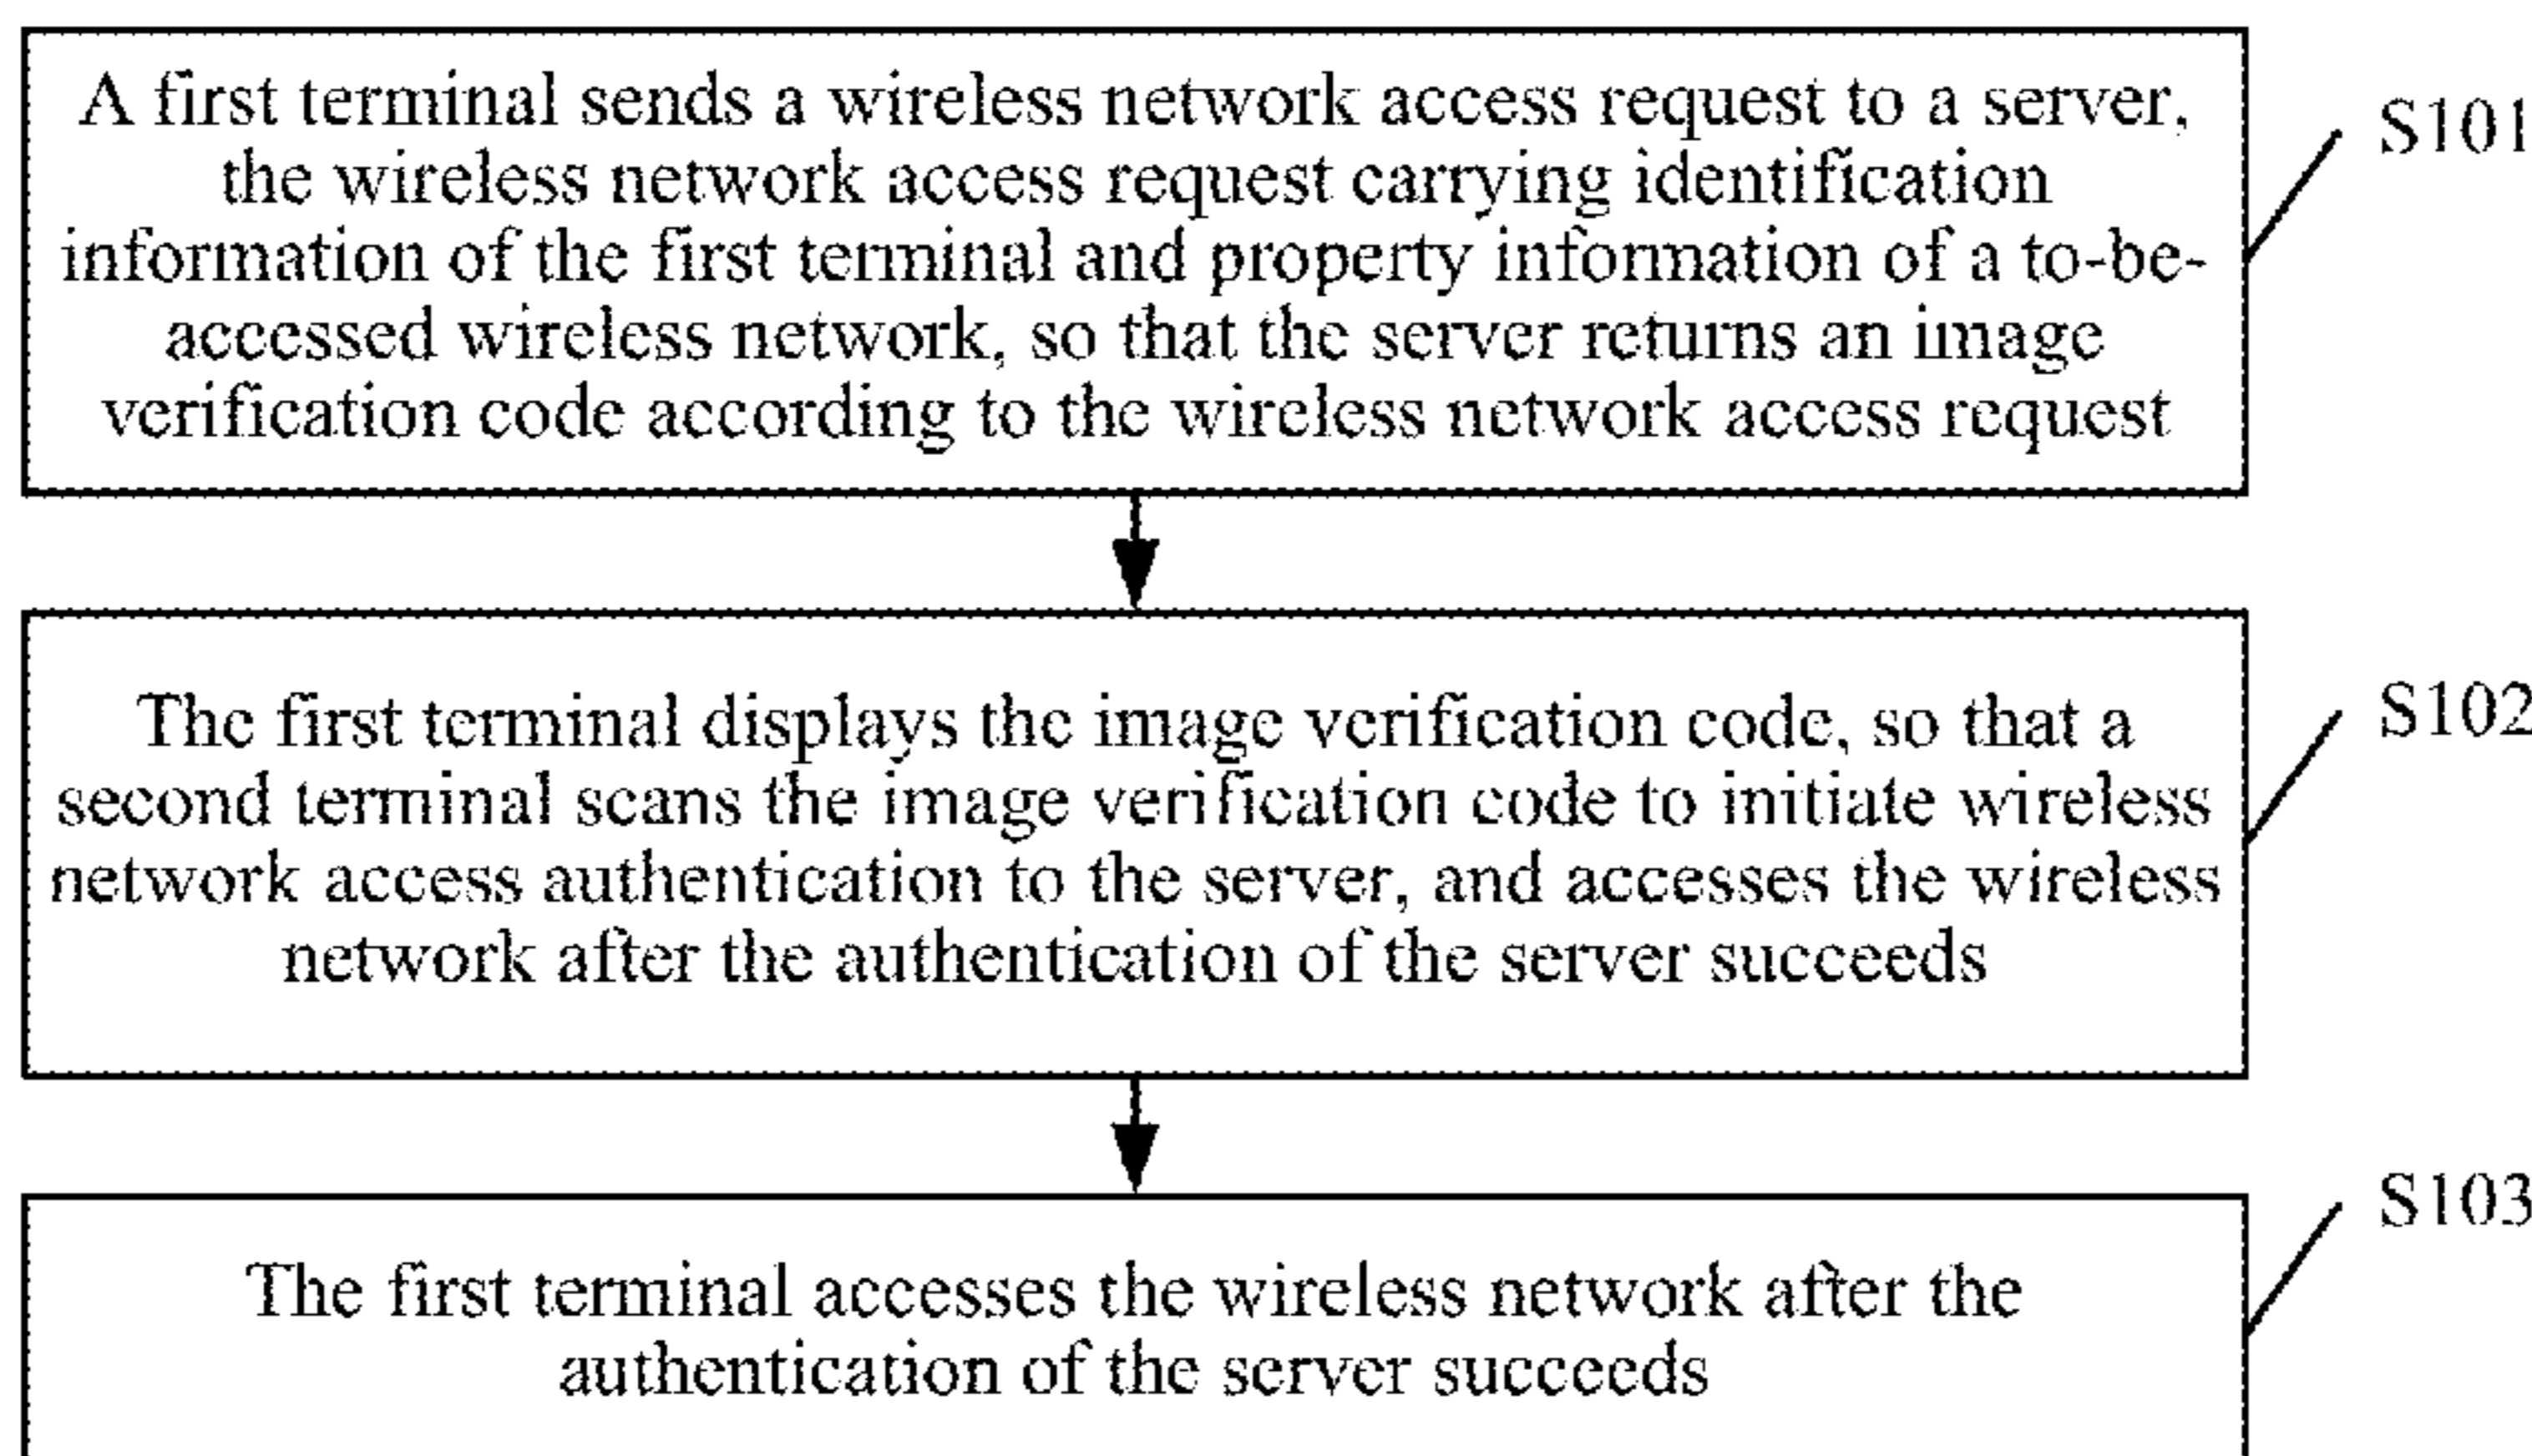 A first terminal sends a wireless network access request to a server,
the wireless network access request carrying identification
information of the first terminal and property information of a to-be-
accessed wireless network, so that the server returns an image
verification code according to the wireless network access request
S101
The first terminal displays the image verification code, so that a
second terminal scans the image verification code to initiate wireless
network access authentication to the server, and accesses the wireless
network after the authentication of the server succeeds
S102
The first terminal accesses the wireless network after the
authentication of the server succeeds
S103